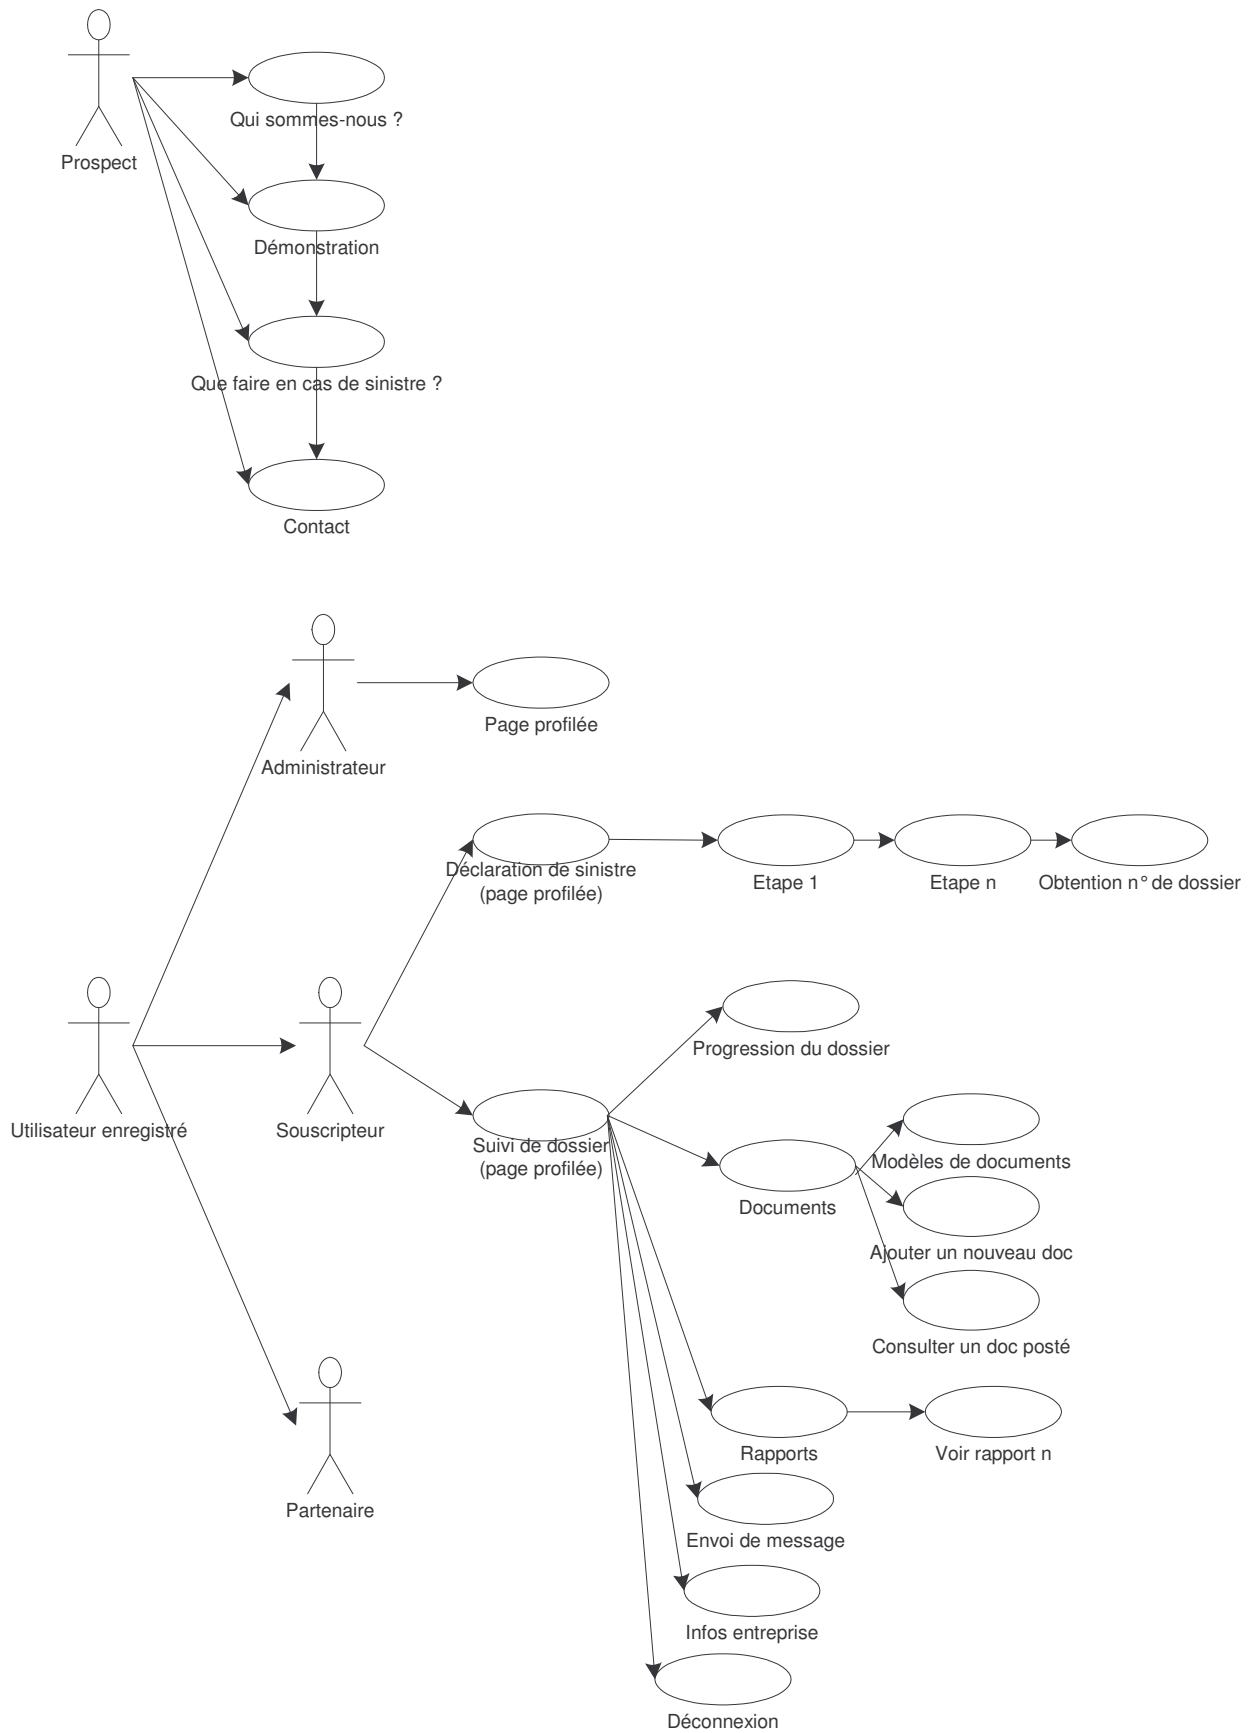 Qui sommes-nous ?
Prospect
Démonstration
Que faire en cas de sinistre ?
Contact
Page profilée
Administrateur
Déclaration de sinistre
(page profilée)
Etape 1
Etape n
Obtention n° de dossier
Progression du dossier
Utilisateur enregistré
Souscripteur
Suivi de dossier
(page profilée)
Modèles de documents
Documents
Ajouter un nouveau doc
Consulter un doc posté
Rapports
Voir rapport n
Partenaire
Envoi de message
Infos entreprise
Déconnexion